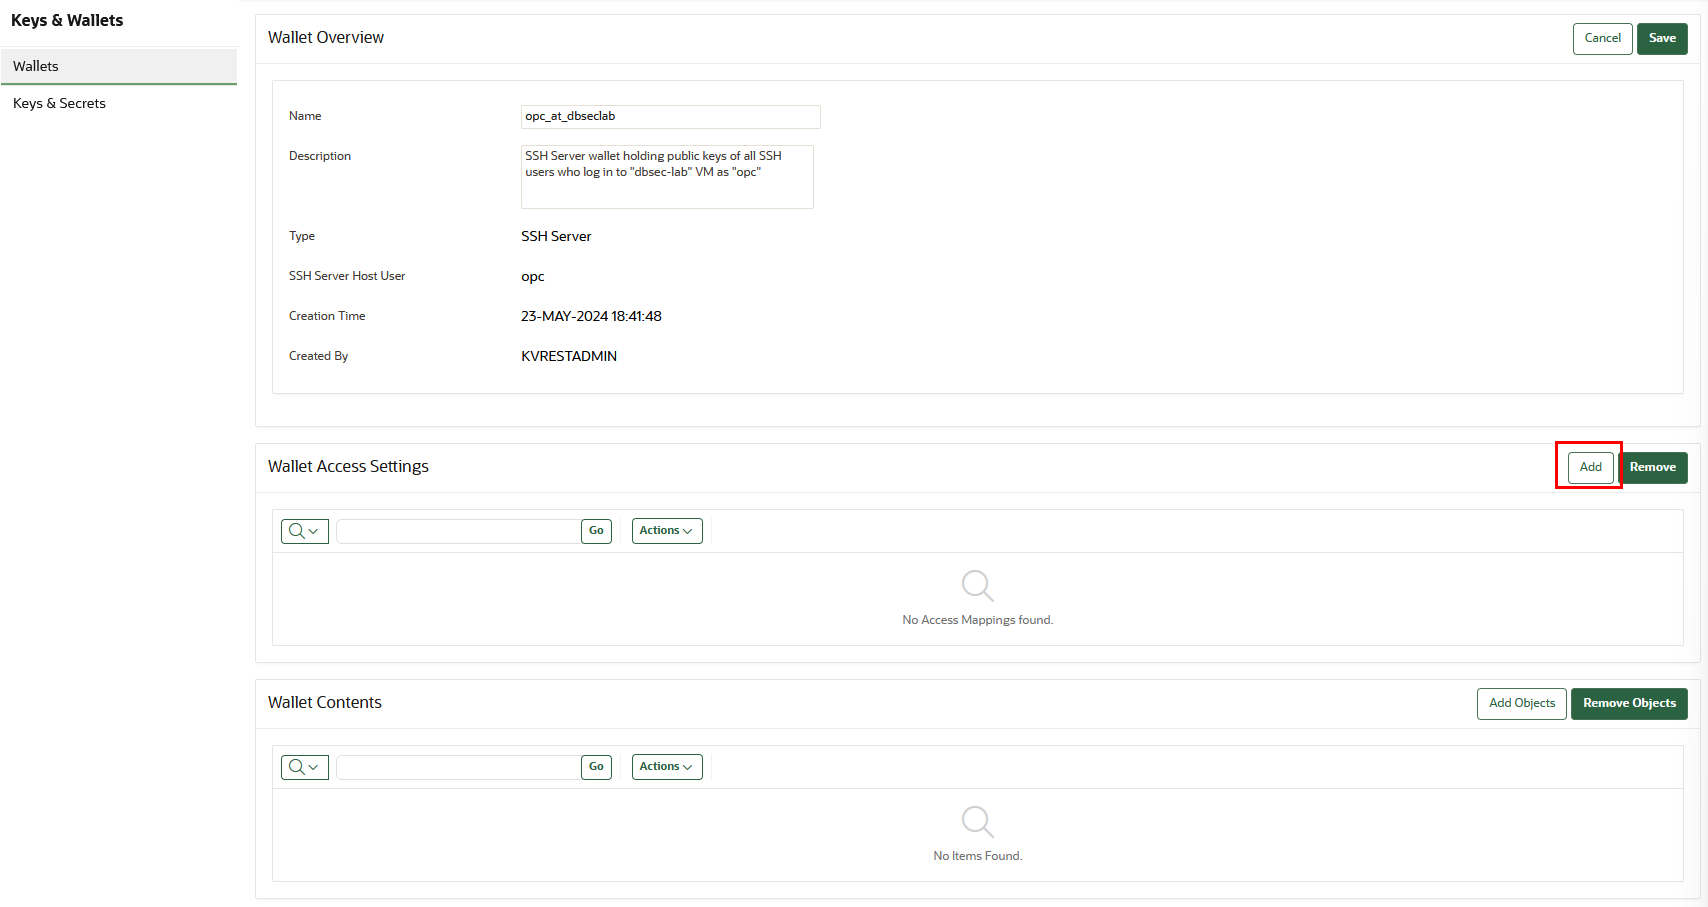 Keys & Wallets
Wallets
Keys & Secrets
Wallet Overview
Cancel
Save
Name
opc_at_dbseclab
Description
SSH Server wallet holding public keys of all SSH
users who log in to "dbsec-lab" VM as "opc"
Type
SSH Server
SSH Server Host User
opc
Creation Time
23-MAY-2024 18:41:48
Created By
KVRESTADMIN
Wallet Access Settings
Add
Remove
Go
Actions
No Access Mappings found.
Wallet Contents
Add Objects
Remove Objects
Go
Actions
No Items Found.